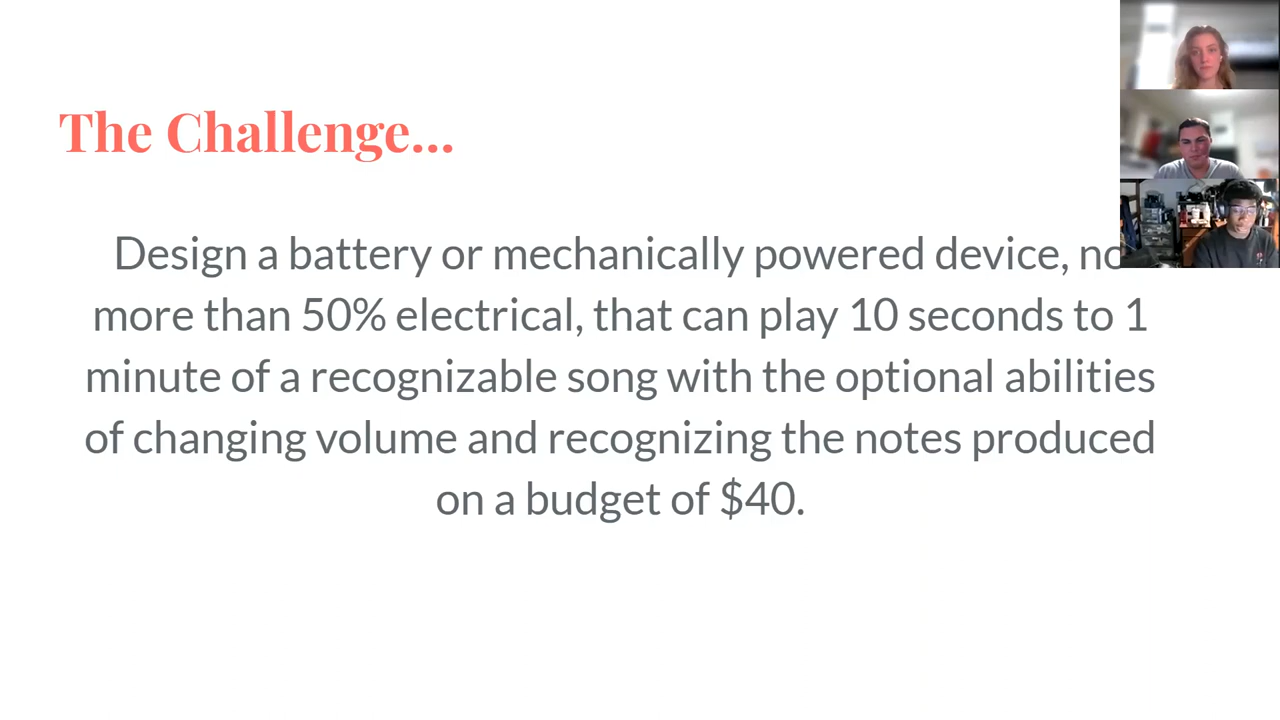 The Challenge...
Design a battery or mechanically powered device, no
more than 50% electrical, that can play 10 seconds to 1
minute of a recognizable song with the optional abilities
of changing volume and recognizing the notes produced
on a budget of $40.